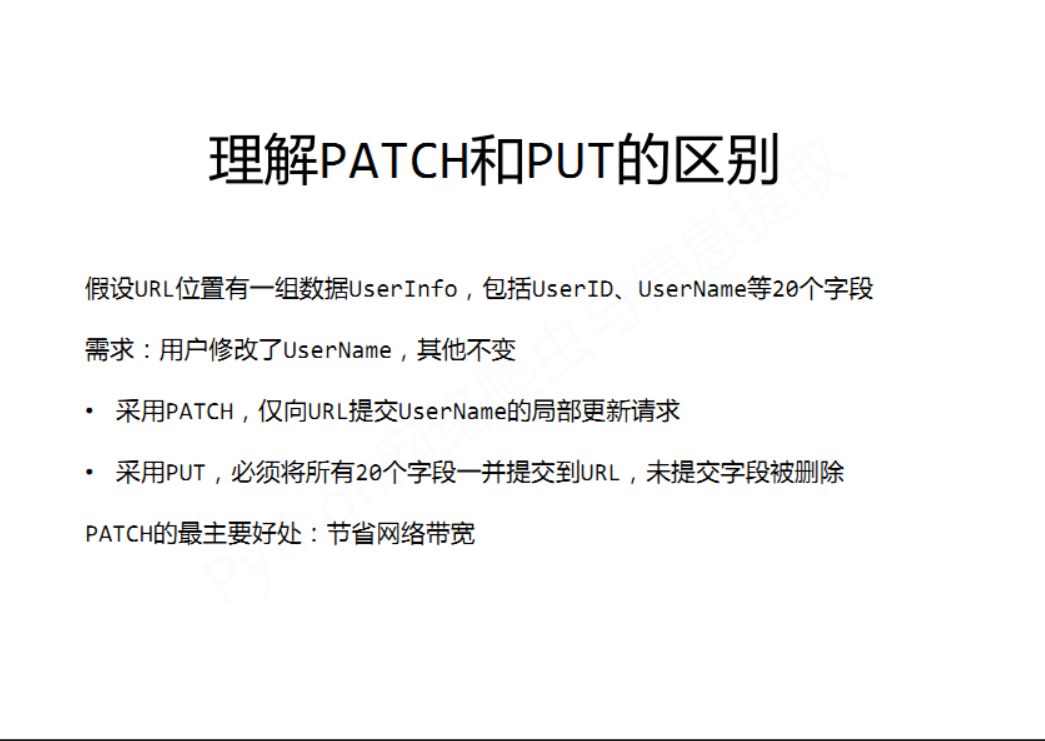 理解PATCH和PUT的区别
假设URL位置有一组数据UserInfo，包括UserID、UserName等20个字段
需求：用户修改了UserName，其他不变
• 采用PATCH，仅向URL提交UserName的局部更新请求
• 采用PUT，必须将所有20个字段一并提交到URL，未提交字段被删除
PATCH的最主要好处：节省网络带宽
Python网络爬虫与信息提取